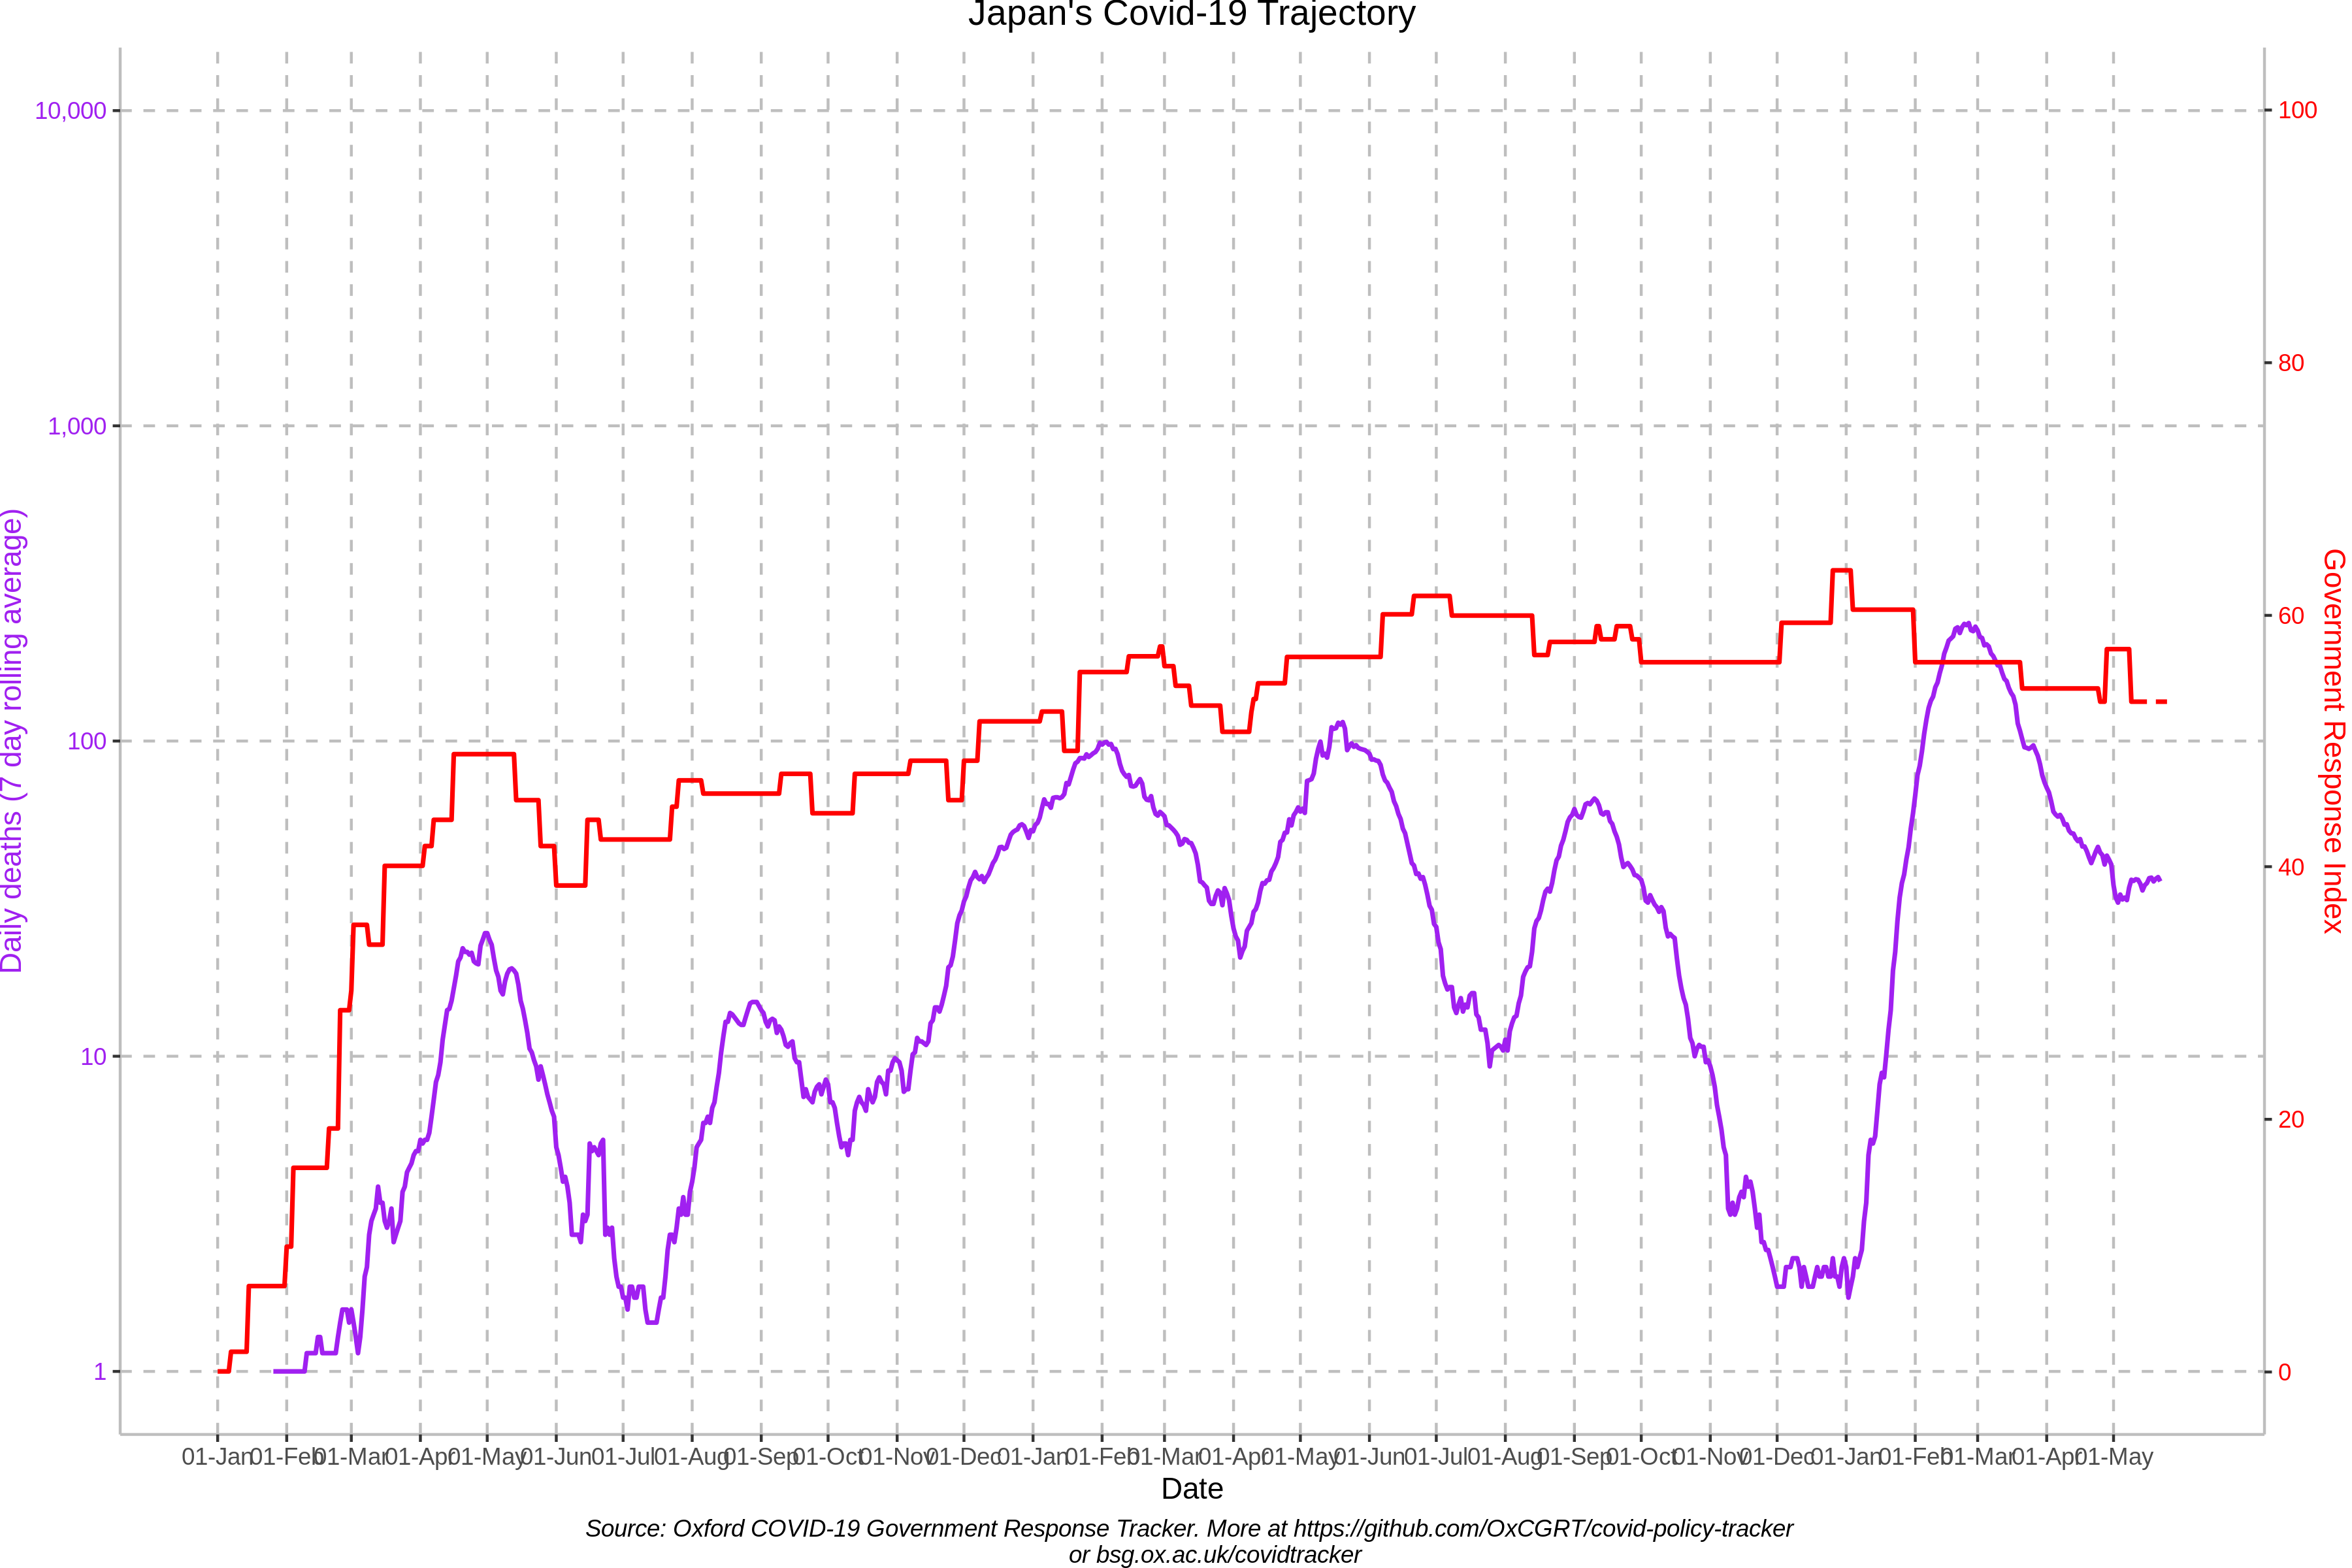 Japan's Covid-19 Trajectory
10,000
1,000
100
10
1
Daily deaths (7 day rolling average)
100
80
60
40
20
0
Government Response Index
01-Jan 01-Feb 01-Mar 01-Apr 01-May 01-Jun 01-Jul 01-Aug 01-Sep 01-Oct 01-Nov 01-Dec 01-Jan 01-Feb 01-Mar 01-Apr 01-May 01-Jun 01-Jul 01-Aug 01-Sep 01-Oct 01-Nov 01-Dec 01-Jan 01-Feb 01-Mar 01-Apr 01-May
Date
Source: Oxford COVID-19 Government Response Tracker. More at https://github.com/OxCGRT/covid-policy-tracker
or bsg.ox.ac.uk/covidtracker